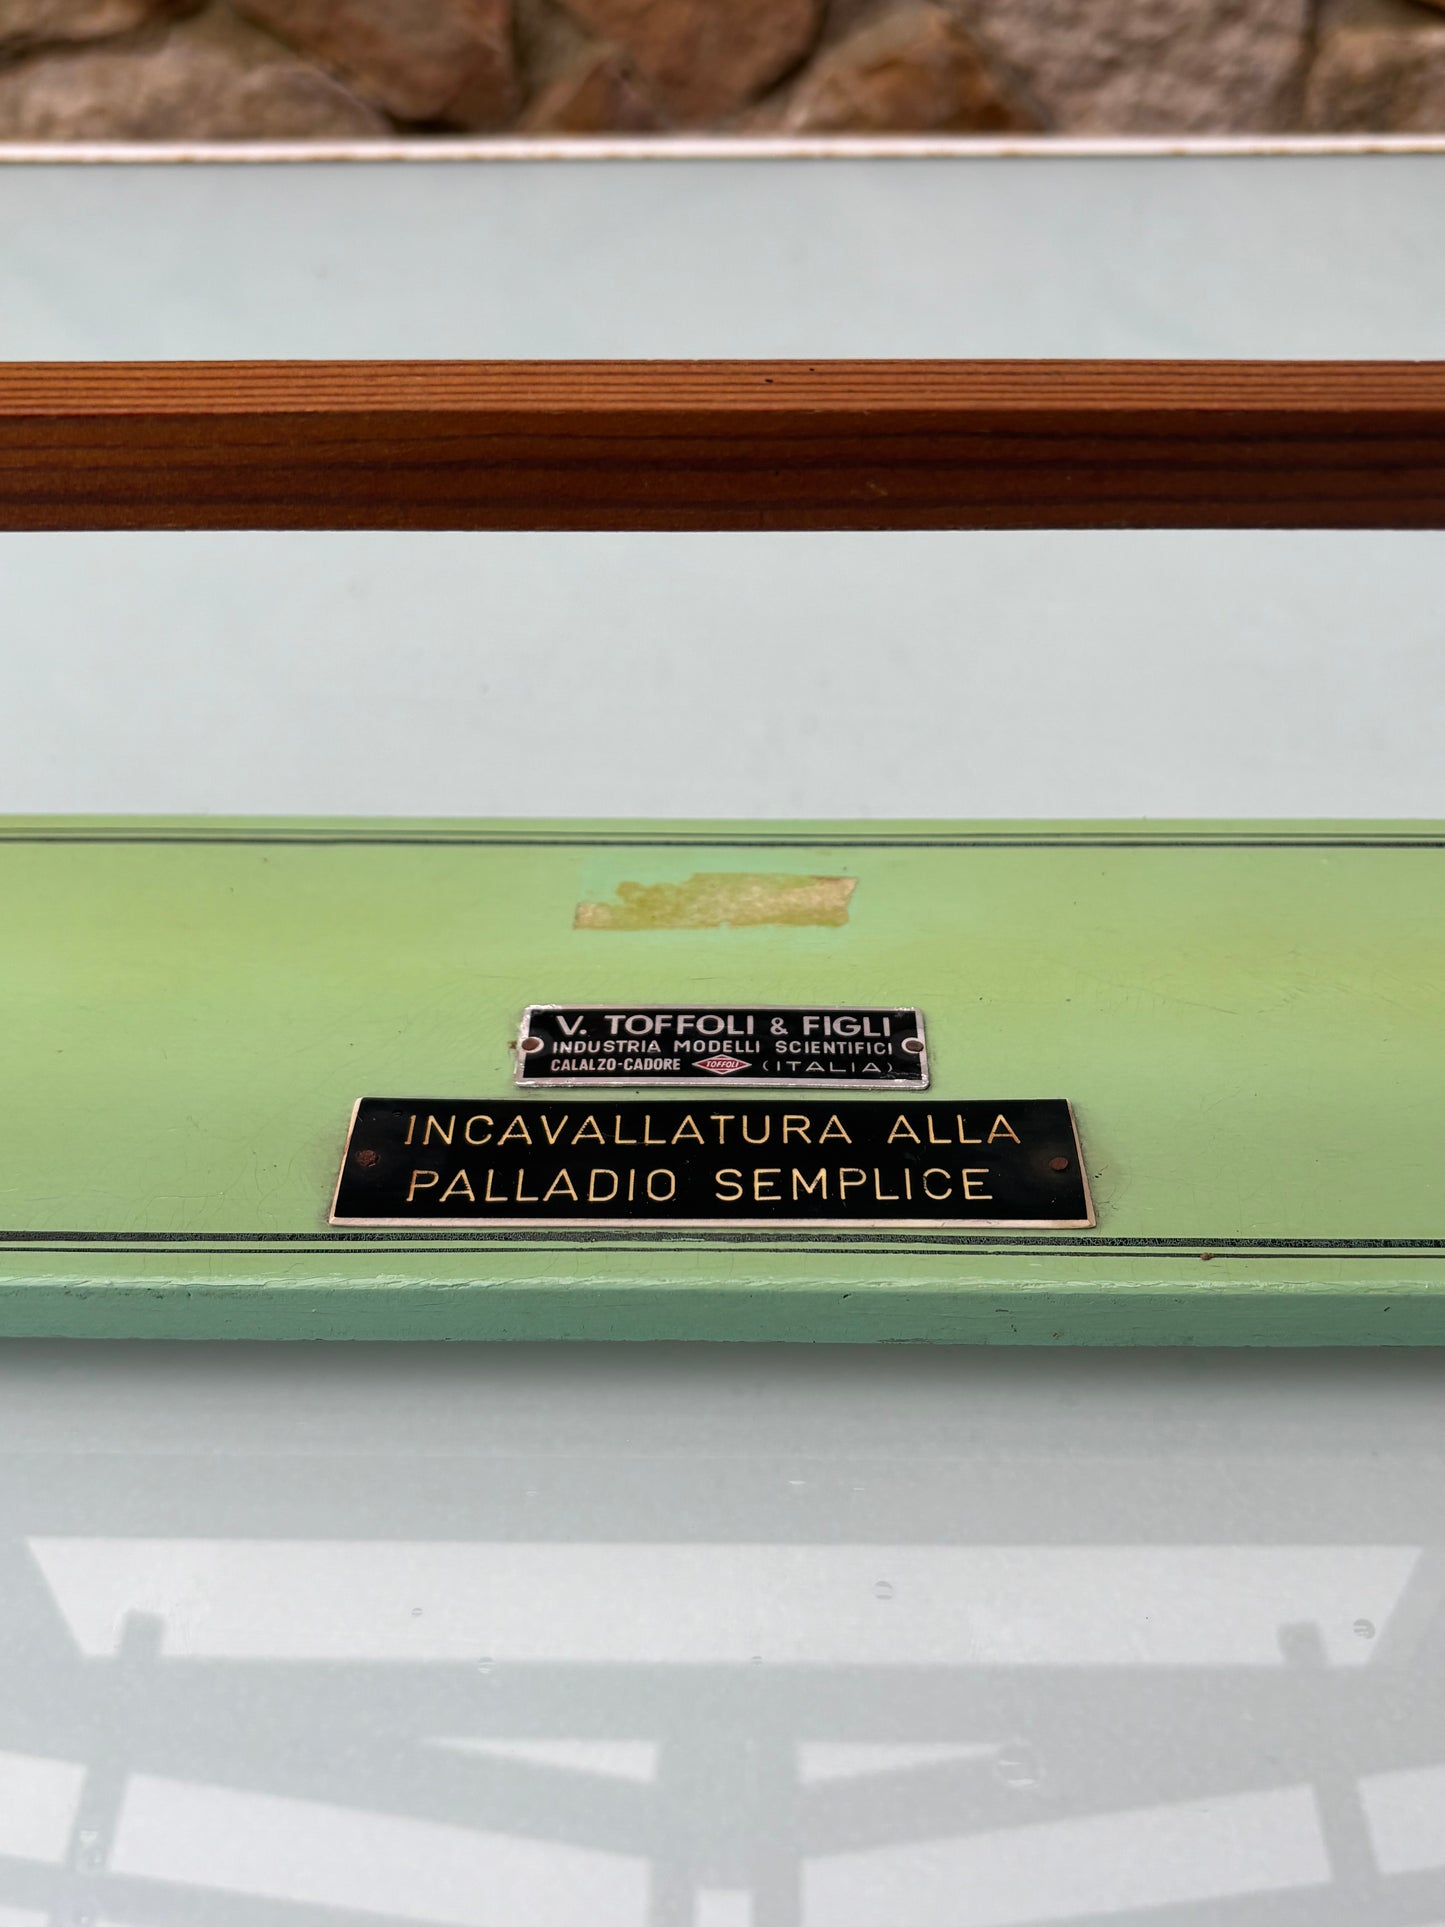 V. TOFFOLI & FIGLI
INDUSTRIA MODELLI SCIENTIFICI
CALALZO-CADORE TOFFOLI (ITALIA)
INCAVALLATURA ALLA
PALLADIO SEMPLICE